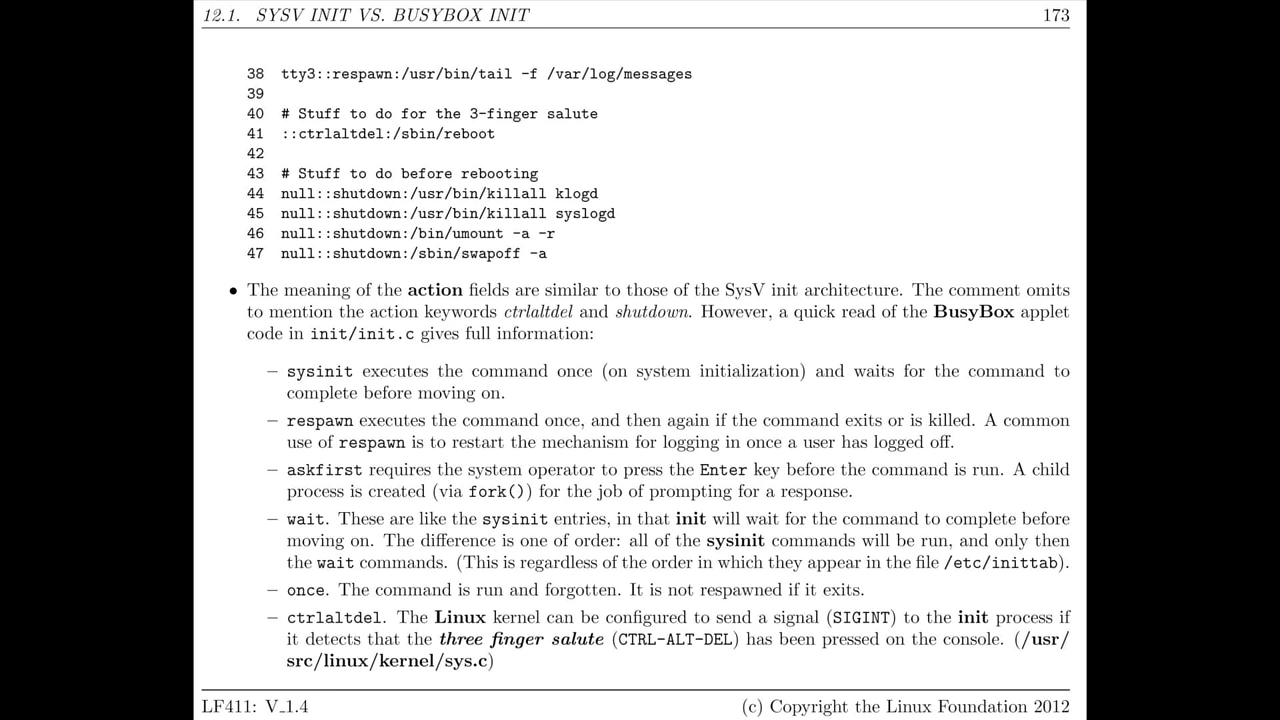 12.1. SYSV INIT VS. BUSYBOX INIT 173
38 tty3::respawn:/usr/bin/tail -f /var/log/messages
39
40 # Stuff to do for the 3-finger salute
41 ::ctrlaltdel:/sbin/reboot
42
43 # Stuff to do before rebooting
44 null::shutdown:/usr/bin/killall klogd
45 null::shutdown:/usr/bin/killall syslogd
46 null::shutdown:/bin/umount -a -r
47 null::shutdown:/sbin/swapoff -a
• The meaning of the action fields are similar to those of the SysV init architecture. The comment omits
to mention the action keywords ctrlaltdel and shutdown. However, a quick read of the BusyBox applet
code in init/init.c gives full information:
– sysinit executes the command once (on system initialization) and waits for the command to
complete before moving on.
– respawn executes the command once, and then again if the command exits or is killed. A common
use of respawn is to restart the mechanism for logging in once a user has logged off.
– askfirst requires the system operator to press the Enter key before the command is run. A child
process is created (via fork()) for the job of prompting for a response.
– wait. These are like the sysinit entries, in that init will wait for the command to complete before
moving on. The difference is one of order: all of the sysinit commands will be run, and only then
the wait commands. (This is regardless of the order in which they appear in the file /etc/inittab).
– once. The command is run and forgotten. It is not respawned if it exits.
– ctrlaltdel. The Linux kernel can be configured to send a signal (SIGINT) to the init process if
it detects that the three finger salute (CTRL-ALT-DEL) has been pressed on the console. (/usr/
src/linux/kernel/sys.c)
LF411: V_1.4 (c) Copyright the Linux Foundation 2012